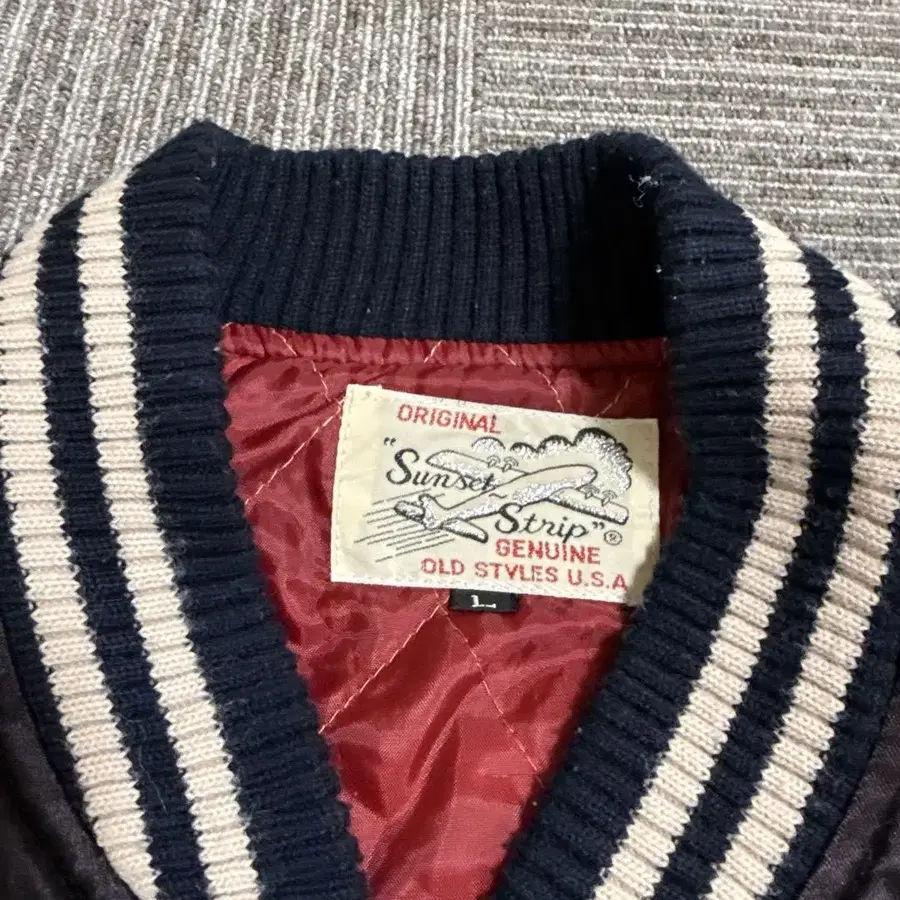 ORIGINAL
"Sunset
Strip"®
GENUINE
OLD STYLES U.S.A
L